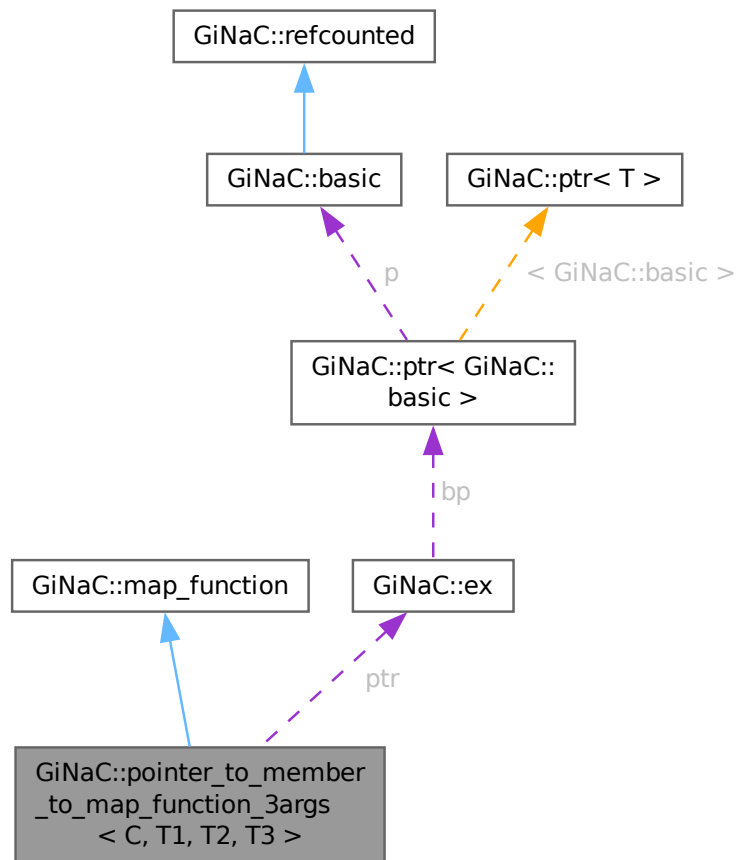 GiNaC::refcounted
GiNaC::basic
GiNaC::ptr< T >
p
< GiNaC::basic >
GiNaC::ptr< GiNaC::
basic >
bp
GiNaC::map_function
GiNaC::ex
ptr
GiNaC::pointer_to_member
_to_map_function_3args
< C, T1, T2, T3 >